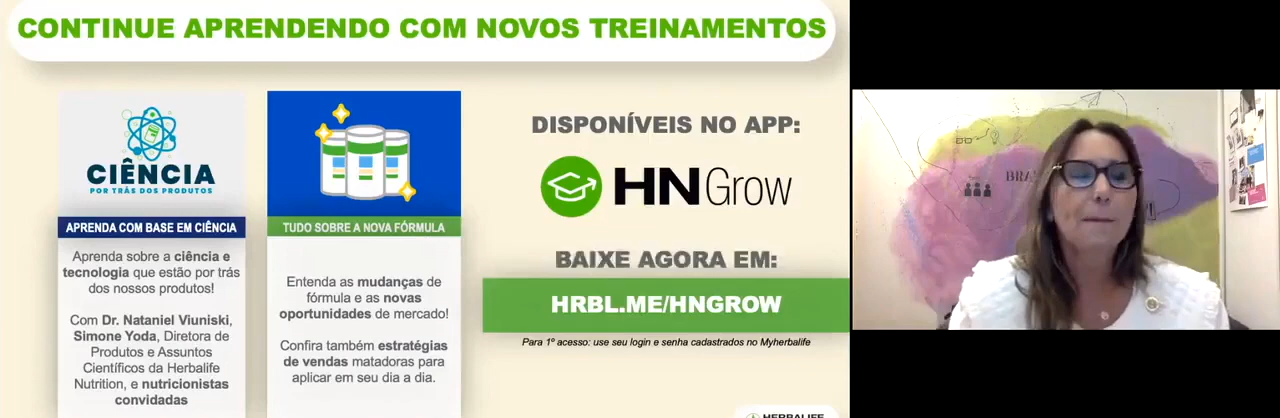 CONTINUE APRENDENDO COM NOVOS TREINAMENTOS
CIÊNCIA
POR TRÁS DOS PRODUTOS
APRENDA COM BASE EM CIÊNCIA
Aprenda sobre a ciência e
tecnologia que estão por trás
dos nossos produtos!
Com Dr. Nataniel Viuniski,
Simone Yoda, Diretora de
Produtos e Assuntos
Científicos da Herbalife
Nutrition, e nutricionistas
convidadas
TUDO SOBRE A NOVA FÓRMULA
Entenda as mudanças de
fórmula e as novas
oportunidades de mercado!
Confira também estratégias
de vendas matadoras para
aplicar em seu dia a dia.
DISPONÍVEIS NO APP:
HN Grow
BAIXE AGORA EM:
HRBL.ME/HNGROW
Para 1º acesso: use seu login e senha cadastrados no Myherbalife
HERBALIFE